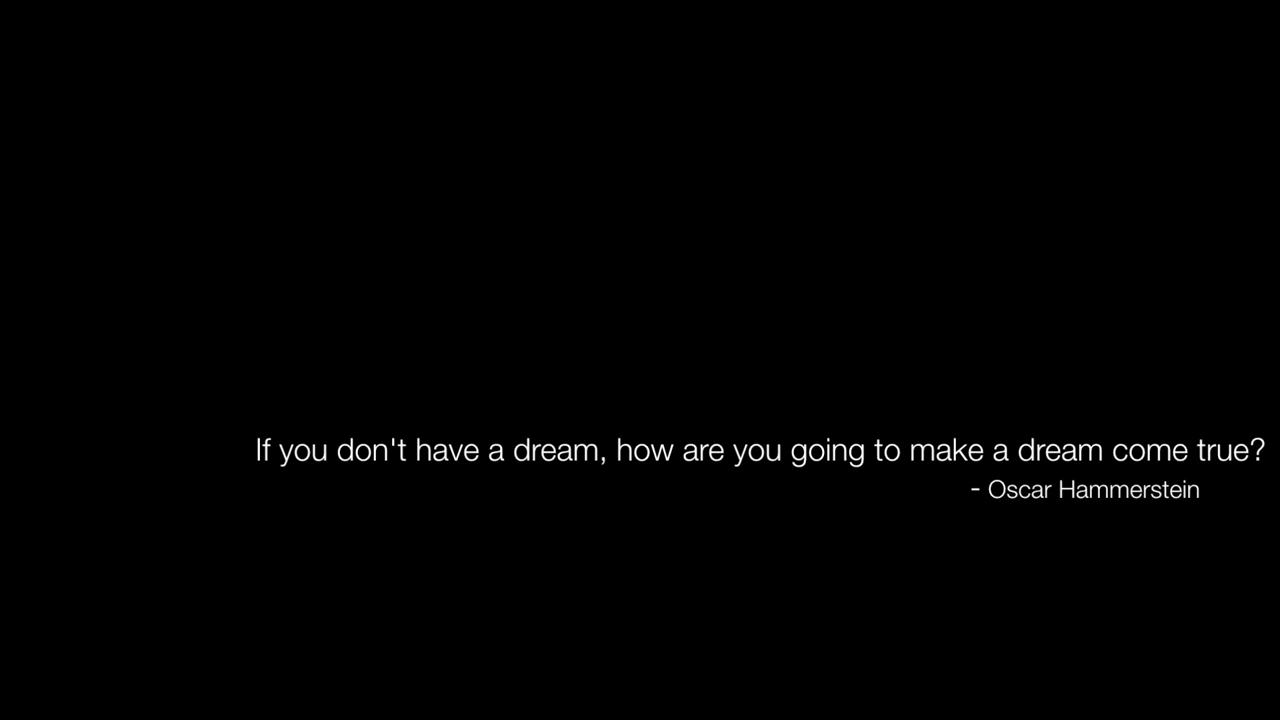 If you don't have a dream, how are you going to make a dream come true?
- Oscar Hammerstein